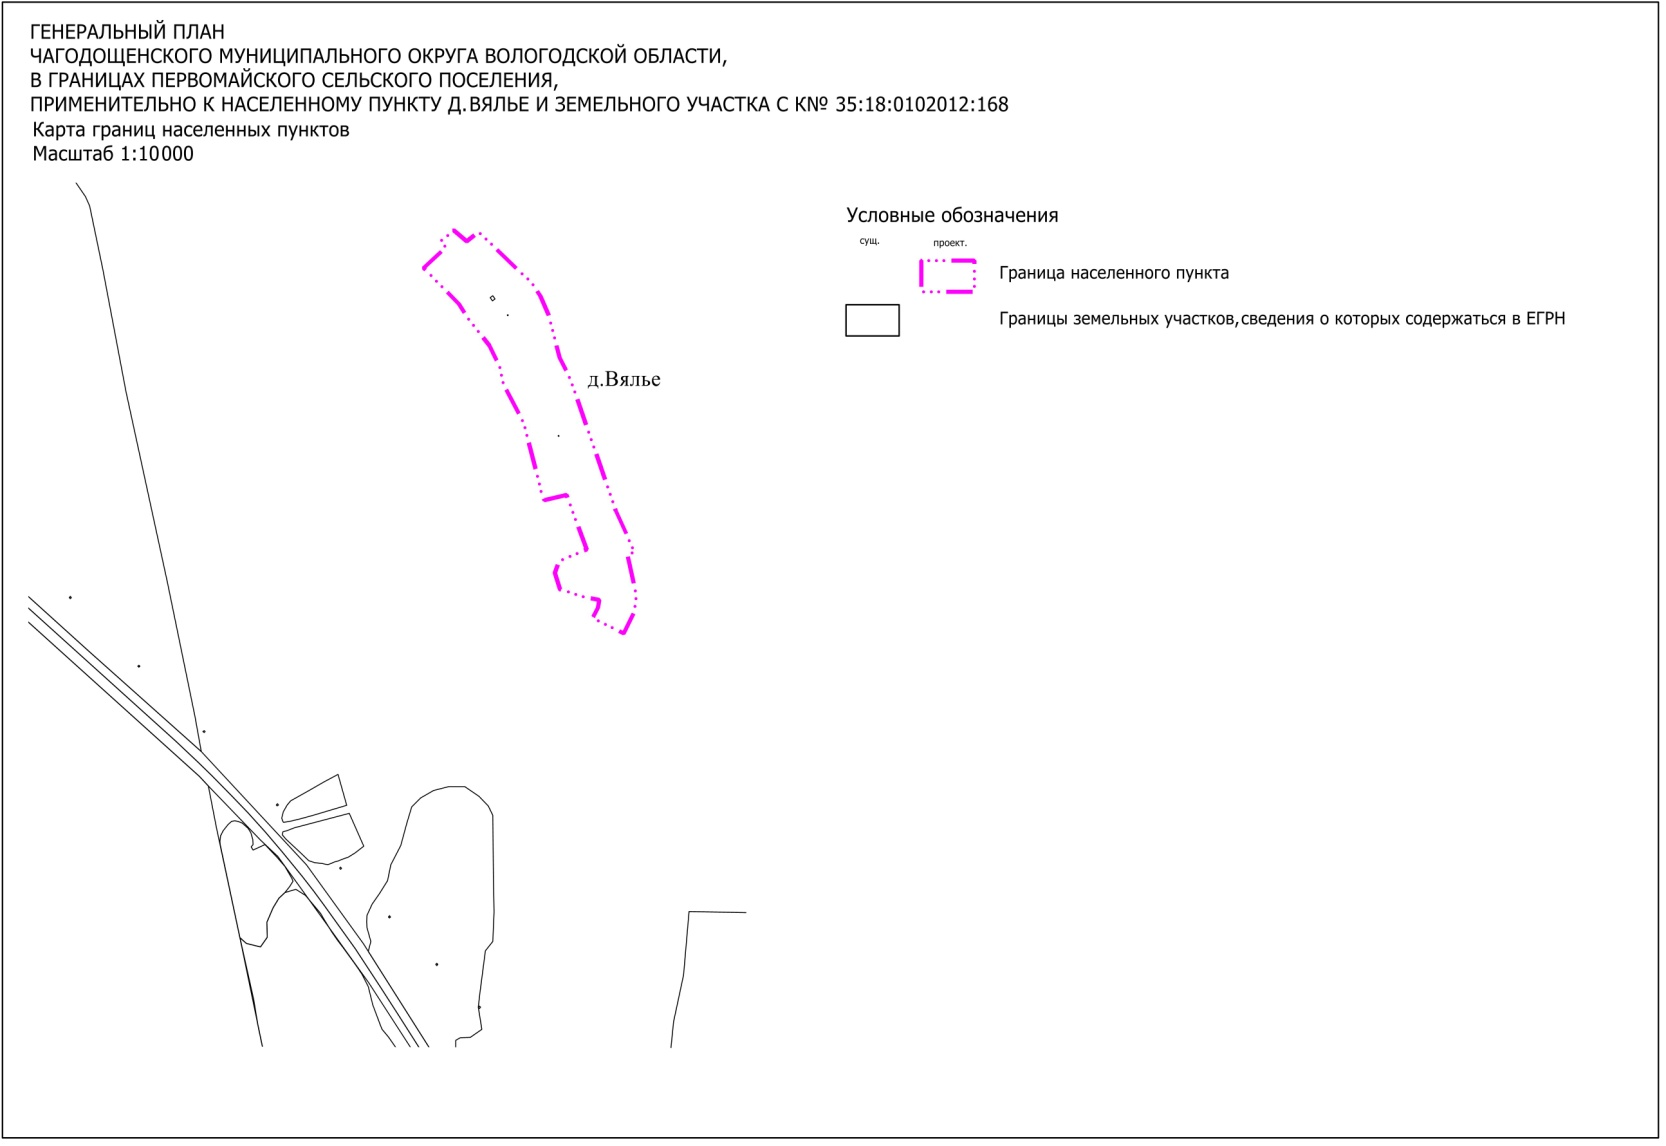 ГЕНЕРАЛЬНЫЙ ПЛАН
ЧАГОДОЩЕНСКОГО МУНИЦИПАЛЬНОГО ОКРУГА ВОЛОГОДСКОЙ ОБЛАСТИ,
В ГРАНИЦАХ ПЕРВОМАЙСКОГО СЕЛЬСКОГО ПОСЕЛЕНИЯ,
ПРИМЕНИТЕЛЬНО К НАСЕЛЕННОМУ ПУНКТУ Д.ВЯЛЬЕ И ЗЕМЕЛЬНОГО УЧАСТКА С К№ 35:18:0102012:168
Карта границ населенных пунктов
Масштаб 1:10000
Условные обозначения
сущ. проект.
Граница населенного пункта
Границы земельных участков,сведения о которых содержаться в ЕГРН
д.Вялье